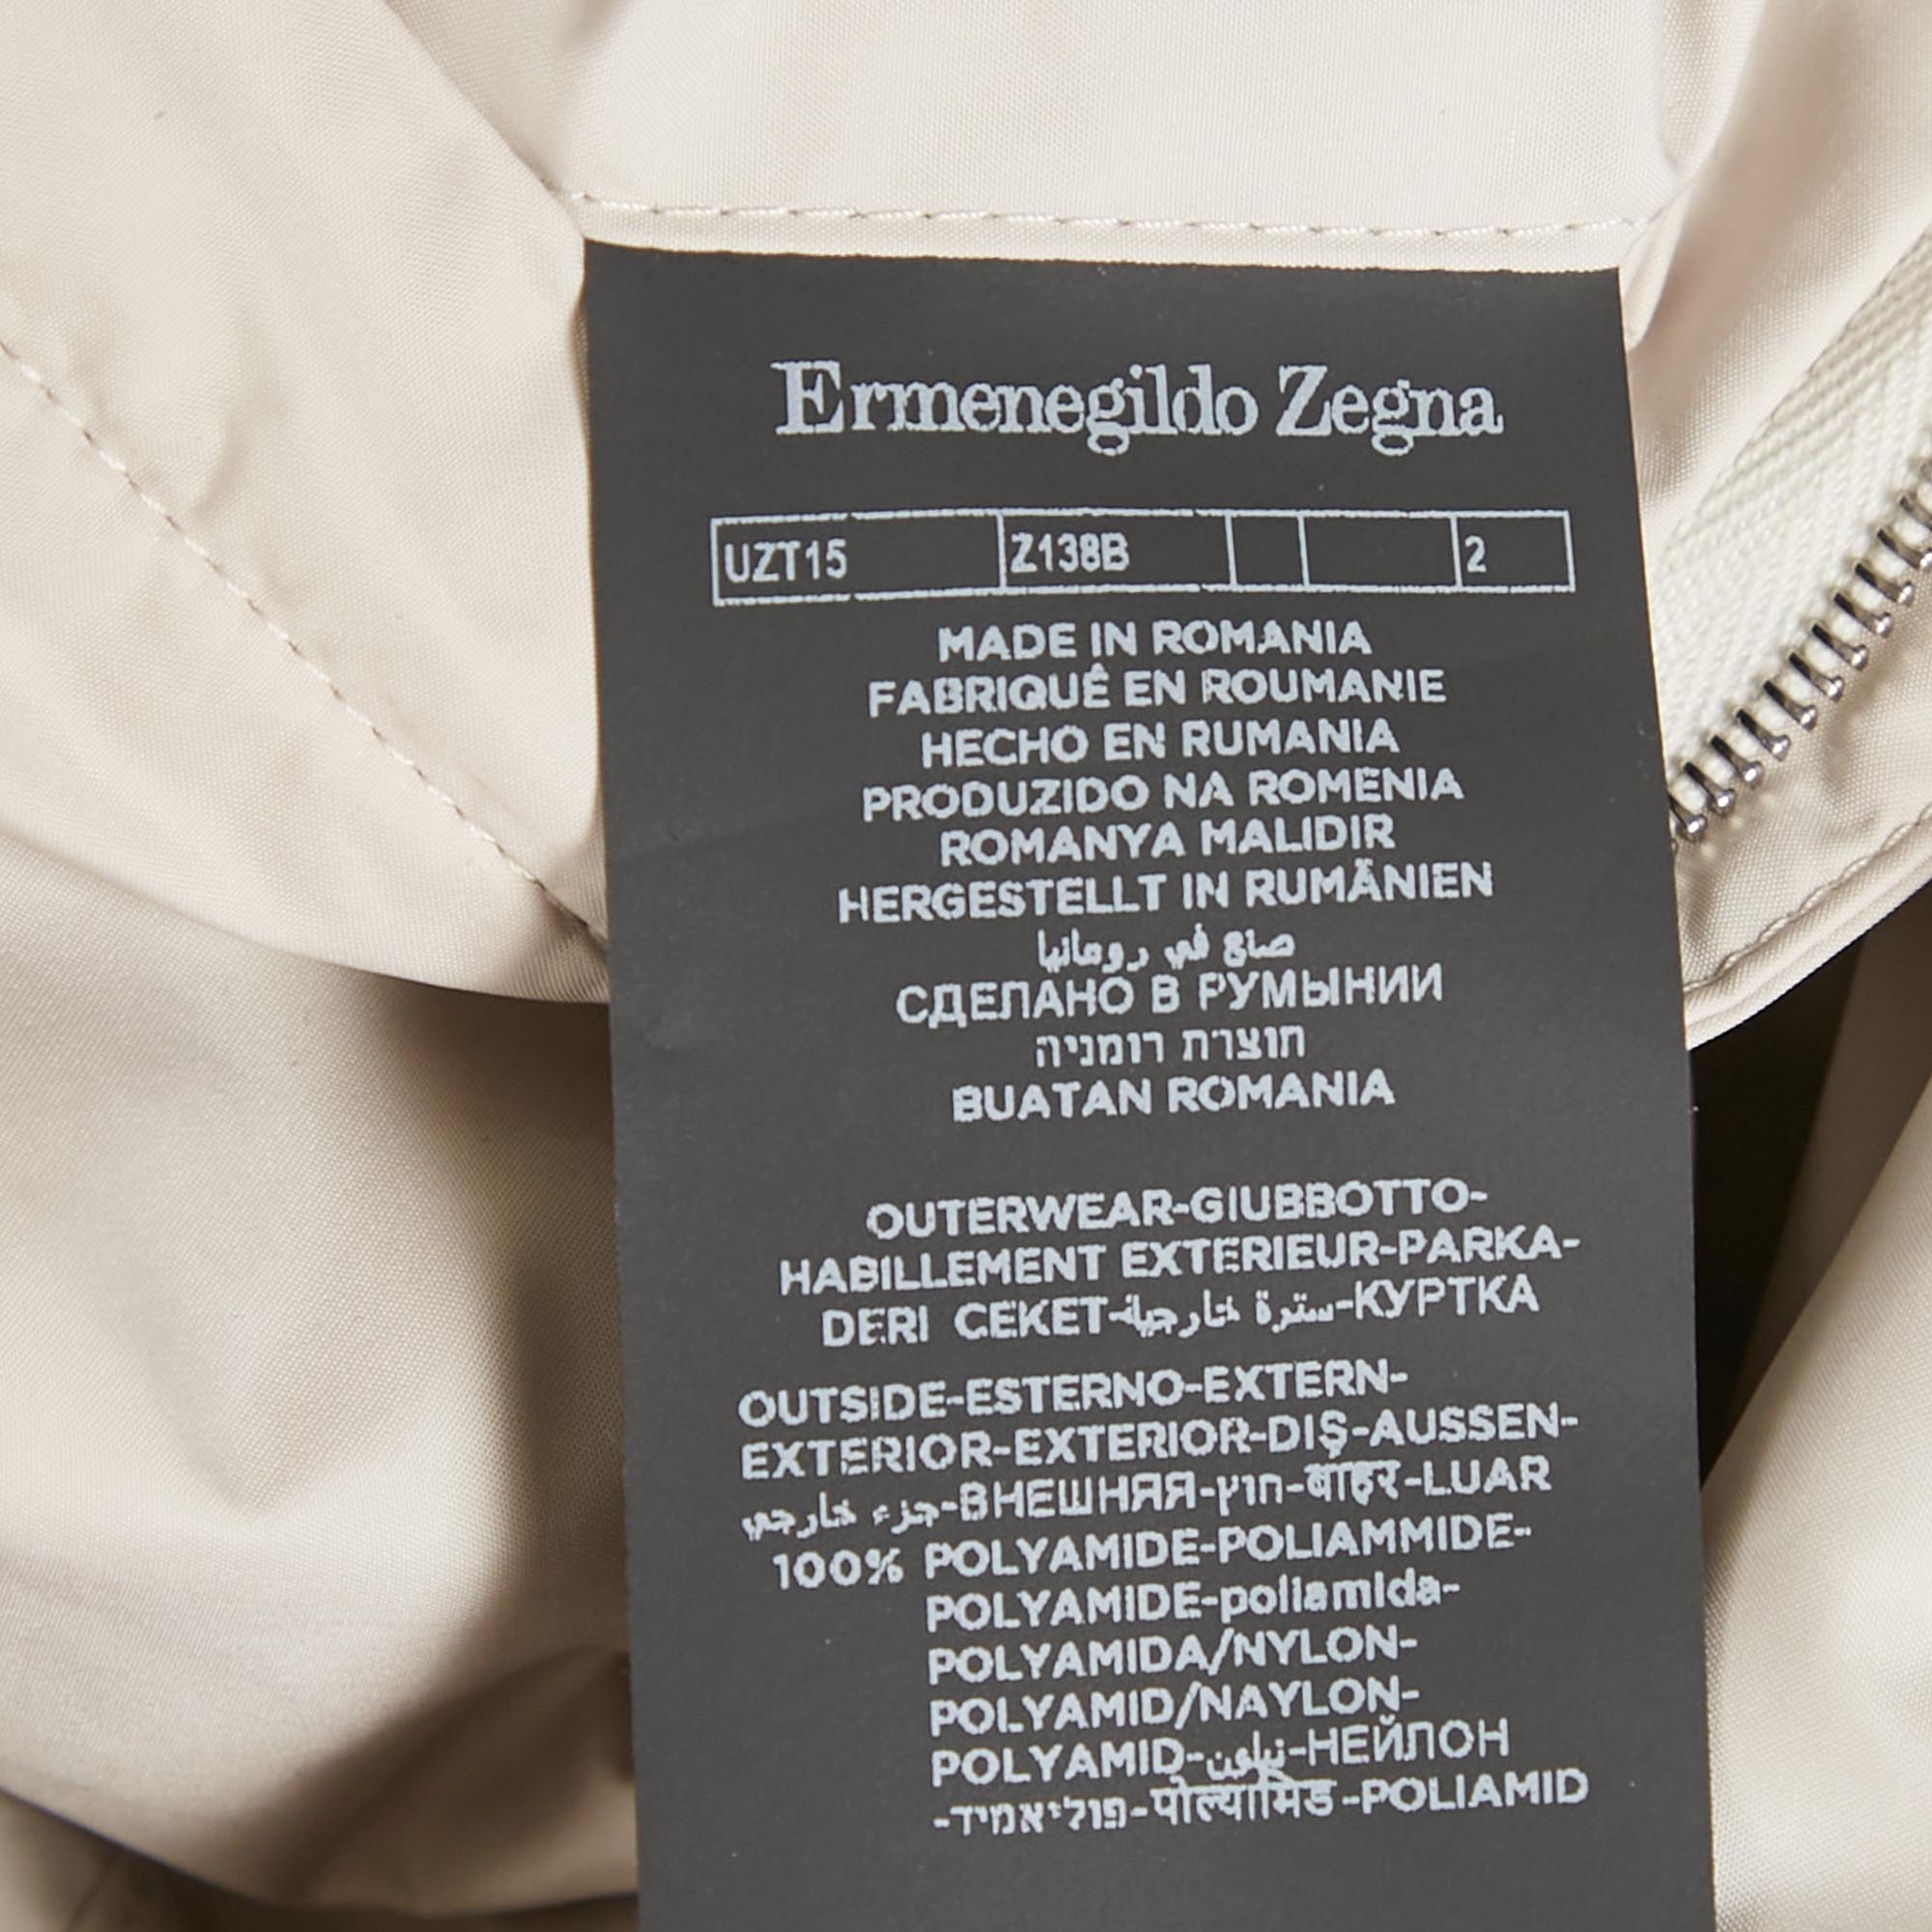 Ermenegildo Zegna
UZT15 Z138B 2
MADE IN ROMANIA
FABRIQUÉ EN ROUMANIE
HECHO EN RUMANIA
PRODUZIDO NA ROMENIA
ROMANYA MALIDIR
HERGESTELLT IN RUMÄNIEN
صنع في رومانيا
СДЕЛАНО В РУМЫНИИ
תוצרת רומניה
BUATAN ROMANIA
OUTERWEAR-GIUBBOTTO-
HABILLEMENT EXTERIEUR-PARKA-
DERI CEKET-سترة خارجية-КУРТКА
OUTSIDE-ESTERNO-EXTERN-
EXTERIOR-EXTERIOR-DIŞ-AUSSEN-
جزء خارجي-ВНЕШНЯЯ-חוץ-बाहर-LUAR
100% POLYAMIDE-POLIAMMIDE-
POLYAMIDE-poliamida-
POLYAMIDA/NYLON-
POLYAMID/NAYLON-
POLYAMID-نيلون-НЕЙЛОН
-פוליאמיד-पोल्यामिड-POLIAMID